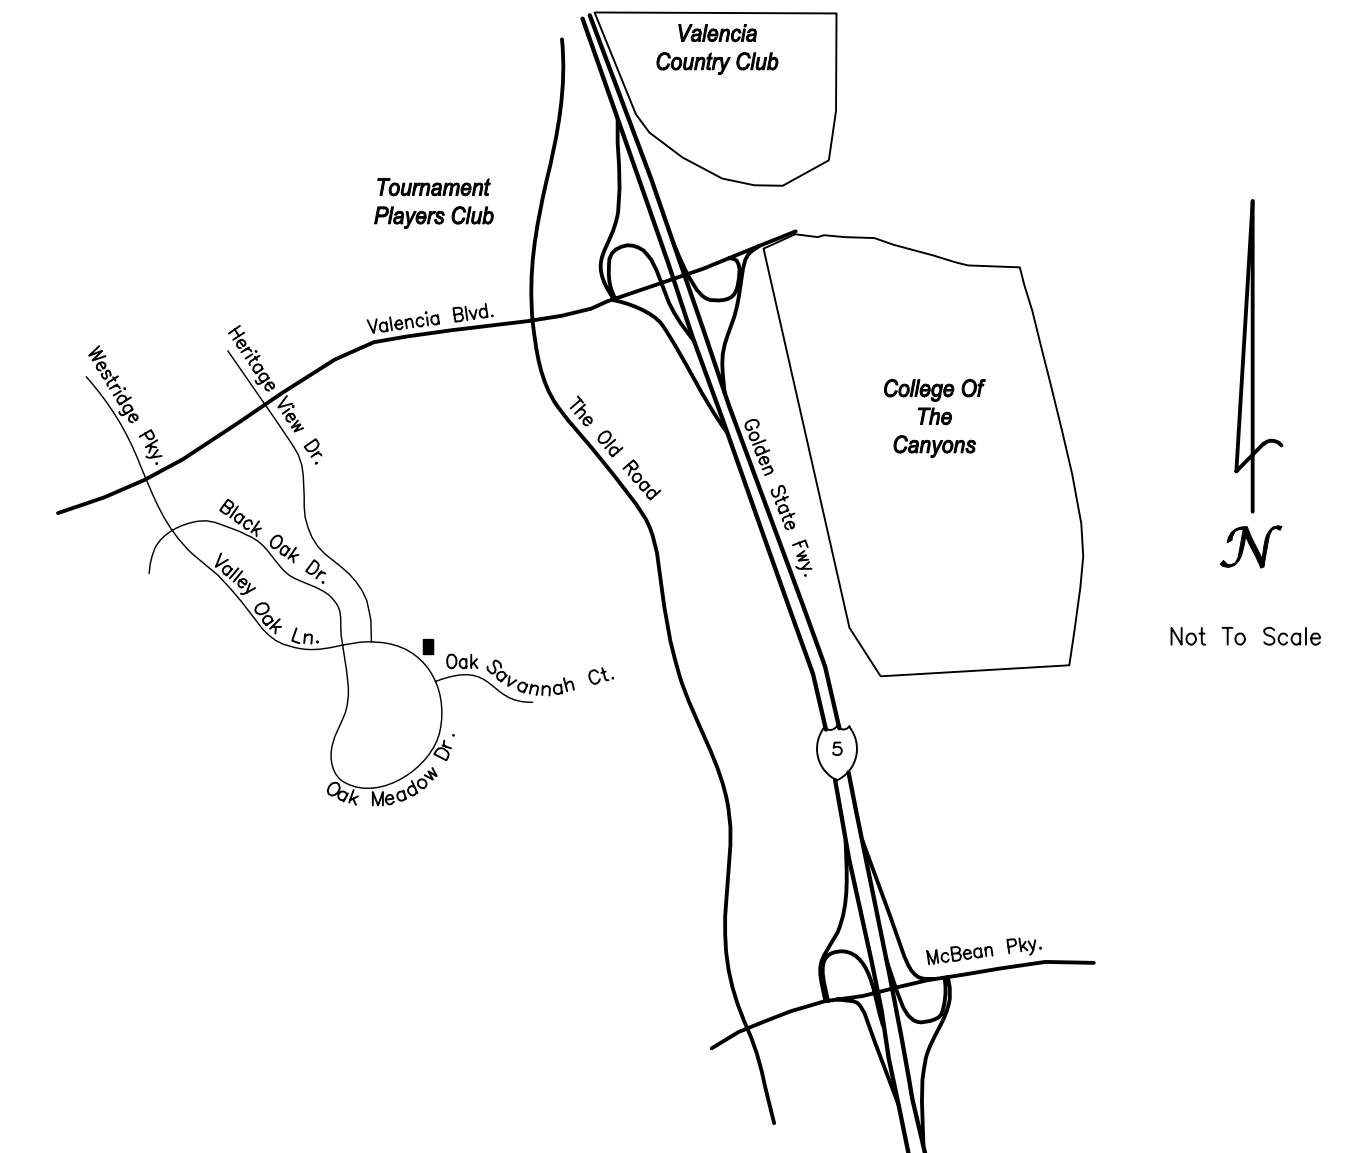 Valencia
Country Club
Tournament
Players Club
Valencia Blvd.
Heritage View Dr.
Westridge Pky.
The Old Road
College Of
The
Canyons
Golden State Fwy.
Black Oak Dr.
Valley Oak Ln.
N
Not To Scale
Oak Savannah Ct.
Oak Meadow Dr.
5
McBean Pky.